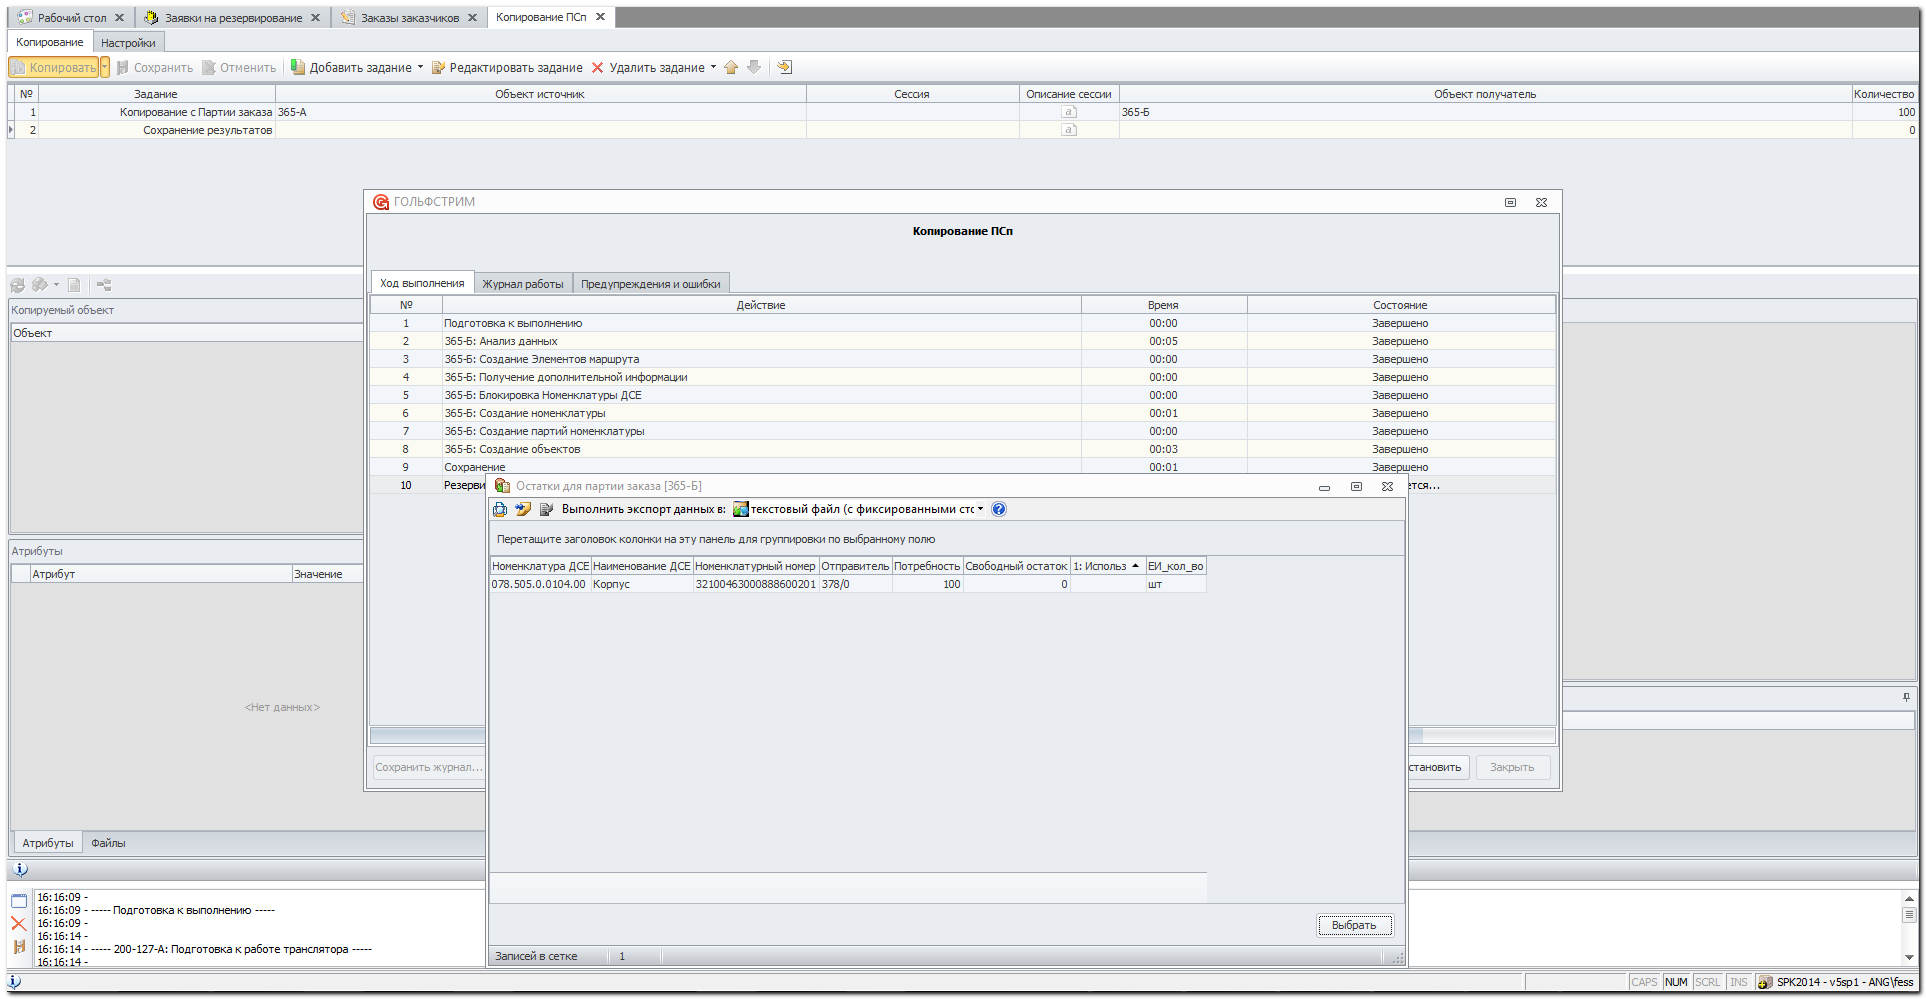 Рабочий стол Заявки на резервирование Заказы заказчиков Копирование ПСп
Копирование Настройки
Копировать Сохранить Отменить Добавить задание Редактировать задание Удалить задание
№ Задание Объект источник Сессия Описание сессии Объект получатель Количество
1 Копирование с Партии заказа 365-А a 365-Б 100
2 Сохранение результатов a 0
ГОЛЬФСТРИМ
Копирование ПСп
Ход выполнения Журнал работы Предупреждения и ошибки
№ Действие Время Состояние
1 Подготовка к выполнению 00:00 Завершено
2 365-Б: Анализ данных 00:05 Завершено
3 365-Б: Создание Элементов маршрута 00:00 Завершено
4 365-Б: Получение дополнительной информации 00:00 Завершено
5 365-Б: Блокировка Номенклатуры ДСЕ 00:00 Завершено
6 365-Б: Создание номенклатуры 00:01 Завершено
7 365-Б: Создание партий номенклатуры 00:00 Завершено
8 365-Б: Создание объектов 00:03 Завершено
9 Сохранение 00:01 Завершено
10 Резерви ется...
Сохранить журнал... становить Закрыть
Копируемый объект
Объект
Атрибуты
Атрибут Значение
<Нет данных>
Атрибуты Файлы
Остатки для партии заказа [365-Б]
Выполнить экспорт данных в: текстовый файл (с фиксированными стс
Перетащите заголовок колонки на эту панель для группировки по выбранному полю
Номенклатура ДСЕ Наименование ДСЕ Номенклатурный номер Отправитель Потребность Свободный остаток 1: Использ ЕИ_кол_во
078.505.0.0104.00 Корпус 32100463000888600201 378/0 100 0 шт
Выбрать
Записей в сетке 1
16:16:09 -
16:16:09 - ----- Подготовка к выполнению -----
16:16:09 -
16:16:14 -
16:16:14 - ----- 200-127-А: Подготовка к работе транслятора -----
16:16:14 -
CAPS NUM SCRL INS SPK2014 - v5sp1 - ANG\fess